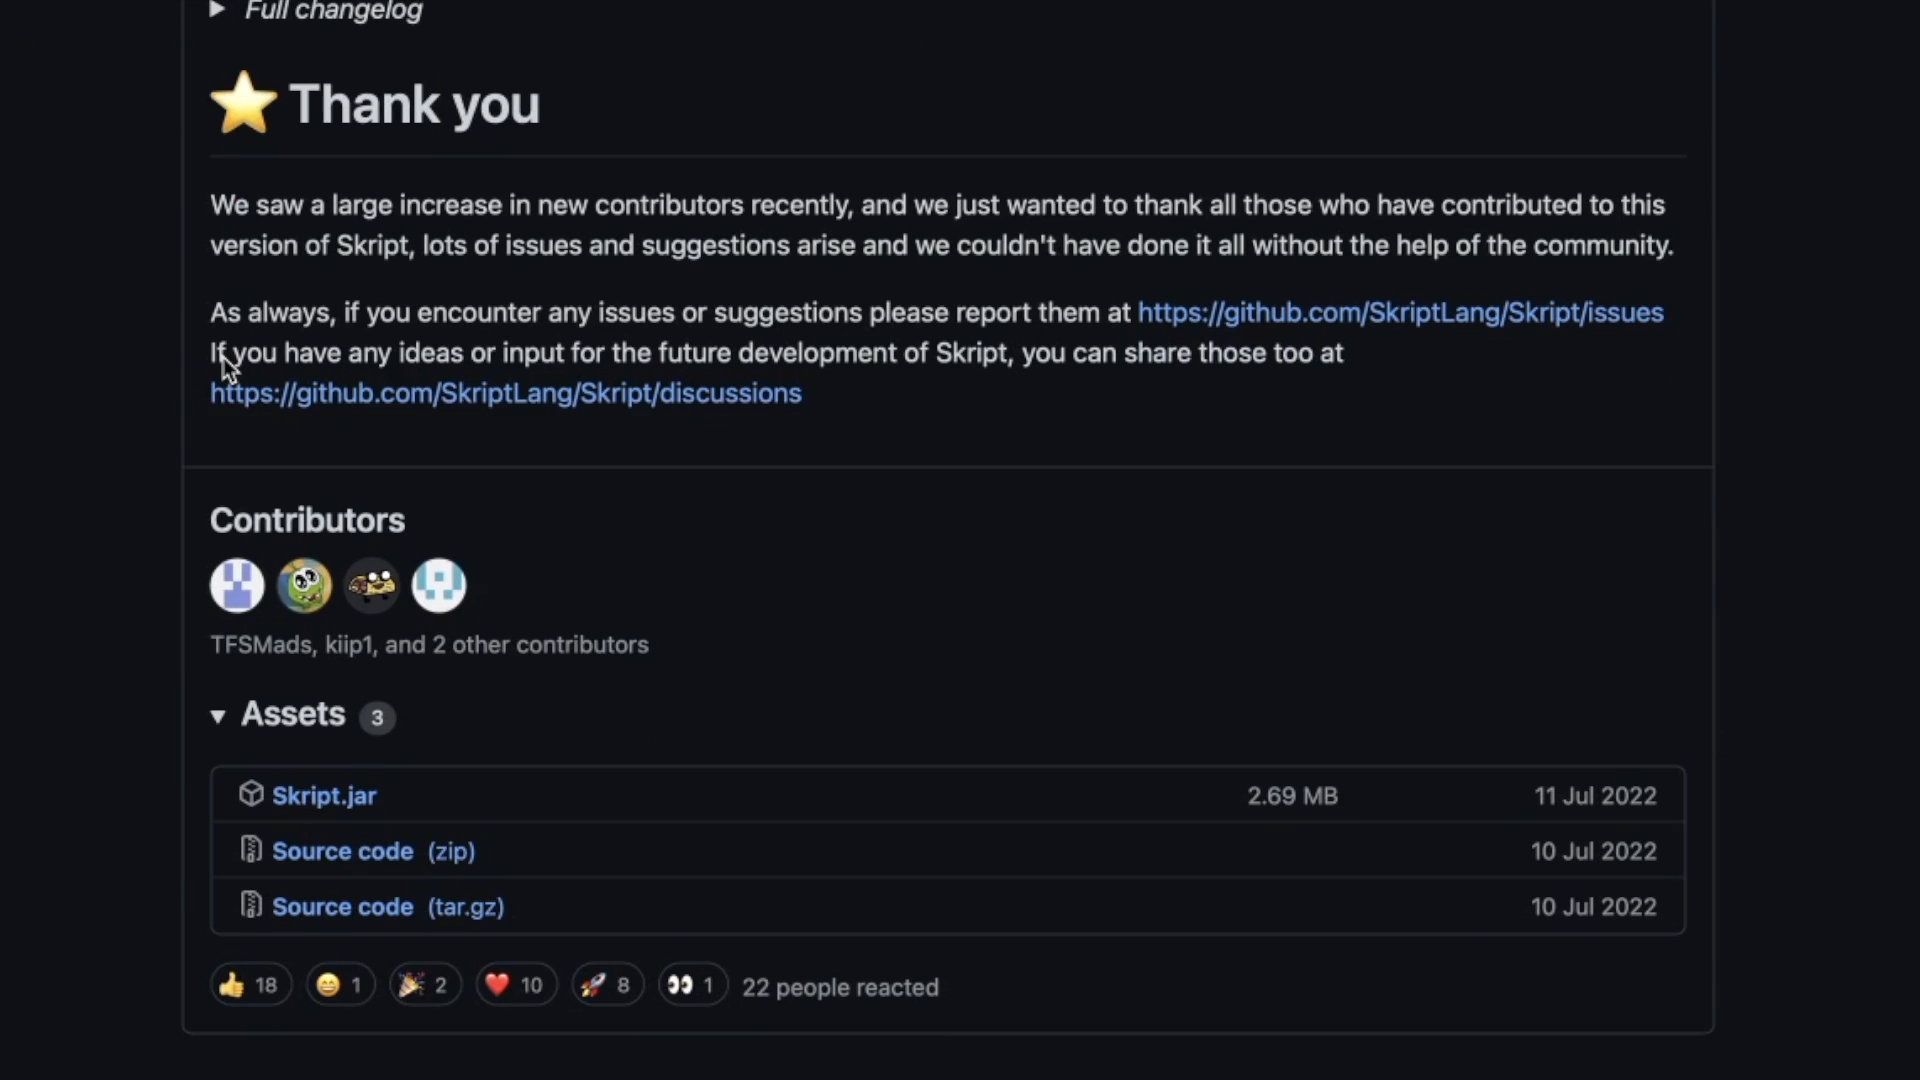 Full changelog
Thank you
We saw a large increase in new contributors recently, and we just wanted to thank all those who have contributed to this
version of Skript, lots of issues and suggestions arise and we couldn't have done it all without the help of the community.
As always, if you encounter any issues or suggestions please report them at https://github.com/SkriptLang/Skript/issues
If you have any ideas or input for the future development of Skript, you can share those too at
https://github.com/SkriptLang/Skript/discussions
Contributors
TFSMads, kiip1, and 2 other contributors
Assets 3
Skript.jar 2.69 MB 11 Jul 2022
Source code (zip) 10 Jul 2022
Source code (tar.gz) 10 Jul 2022
18 1 2 10 8 1 22 people reacted